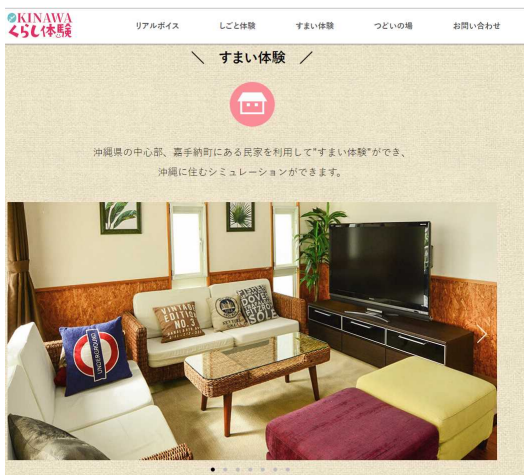 OKINAWA
くらし体験
リアルボイス
しごと体験
すまい体験
つどいの場
お問い合わせ
＼ すまい体験 ／
沖縄県の中心部、嘉手納町にある民家を利用して"すまい体験"ができ、
沖縄に住むシミュレーションができます。
VINTAGE
EDITION
NO.3
UNDERGROUND